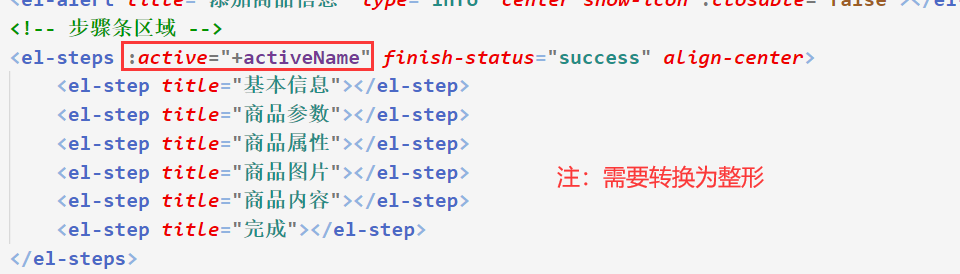 <el-alert title="添加商品信息" type="info" center show-icon :closable="false"></el
<!-- 步骤条区域 -->
<el-steps :active="+activeName" finish-status="success" align-center>
<el-step title="基本信息"></el-step>
<el-step title="商品参数"></el-step>
<el-step title="商品属性"></el-step>
<el-step title="商品图片"></el-step>
<el-step title="商品内容"></el-step>
<el-step title="完成"></el-step>
</el-steps>
注：需要转换为整形